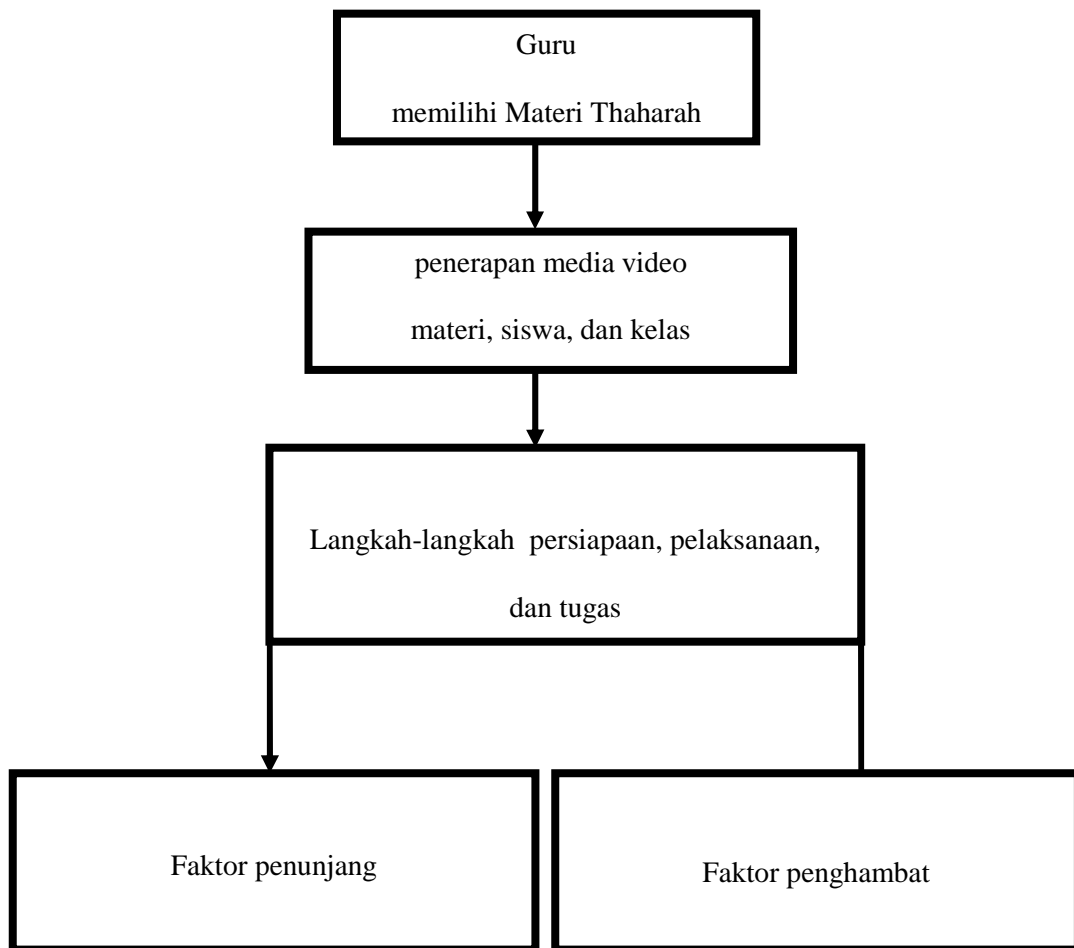 Guru
memilihi Materi Thaharah
penerapan media video
materi, siswa, dan kelas
Langkah-langkah persiapaan, pelaksanaan,
dan tugas
Faktor penunjang
Faktor penghambat